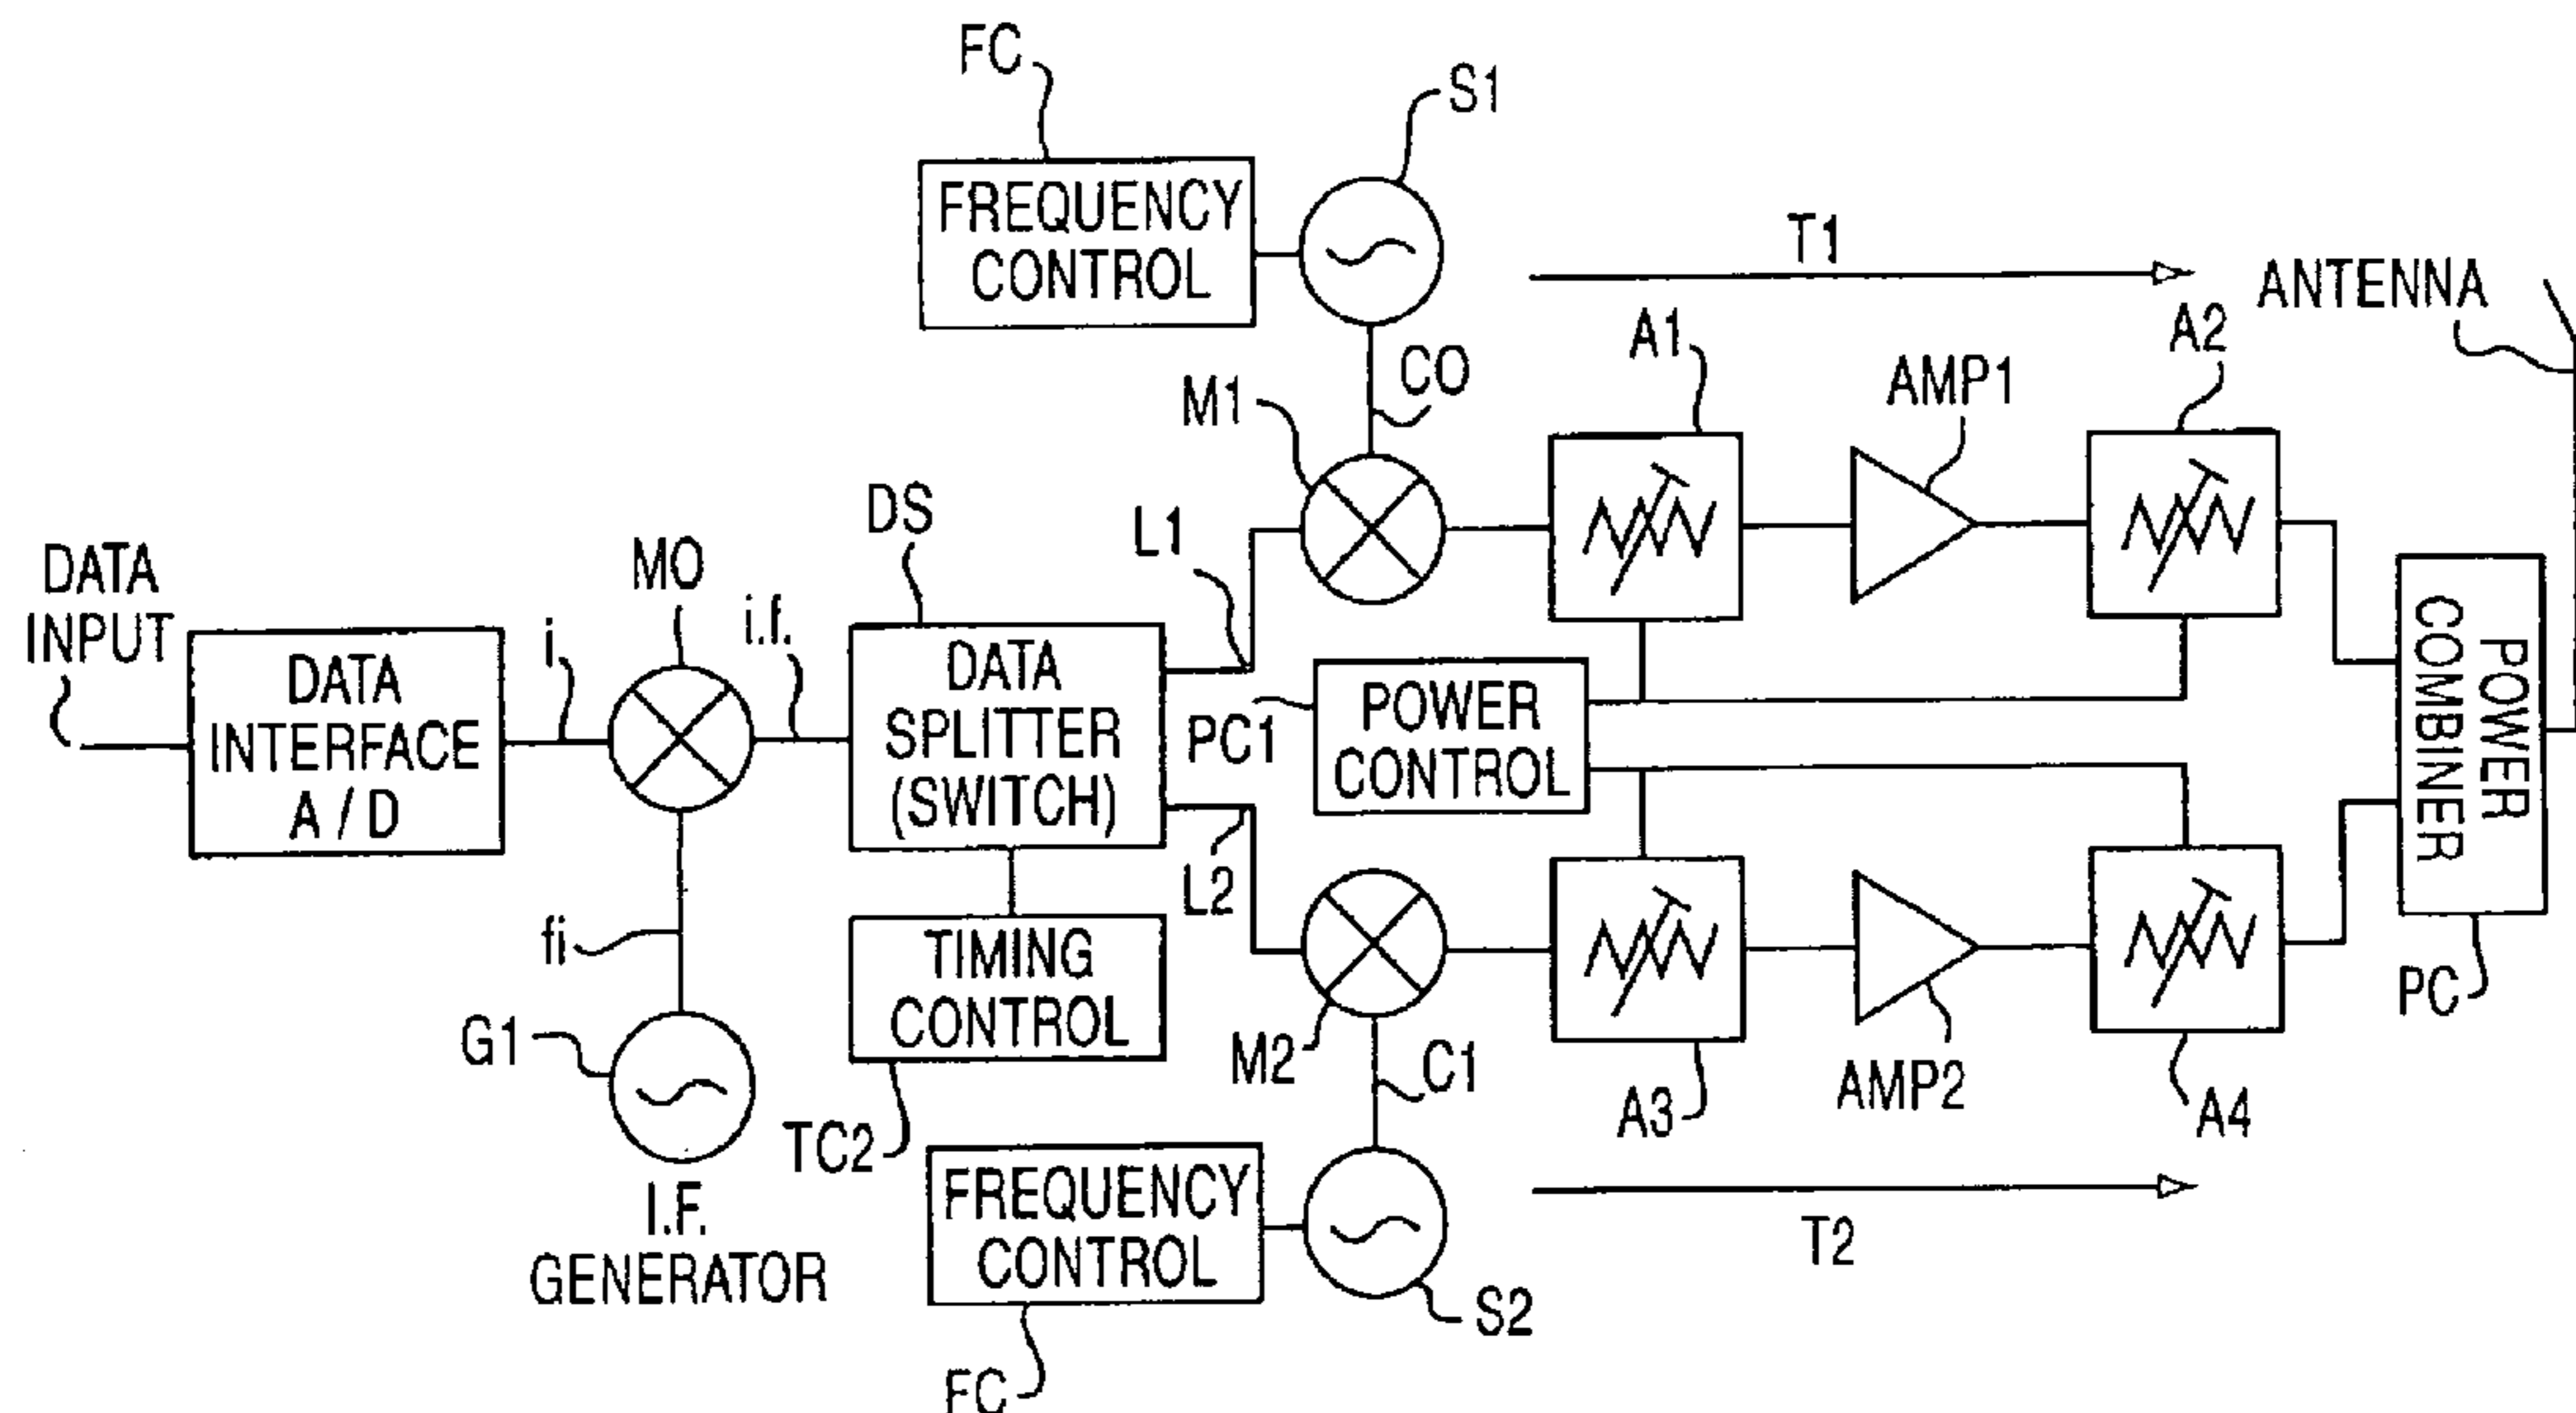 FC
S1
FREQUENCY
CONTROL
T1
ANTENNA
A1
A2
CO
AMP1
M1
DS
L1
DATA
INPUT
MO
i
i.f.
DATA
INTERFACE
A / D
DATA
SPLITTER
(SWITCH)
PC1
POWER
CONTROL
POWER
COMBINER
L2
fi
TIMING
CONTROL
PC
G1
M2
C1
A3
AMP2
A4
TC2
I.F.
GENERATOR
FREQUENCY
CONTROL
T2
S2
FC